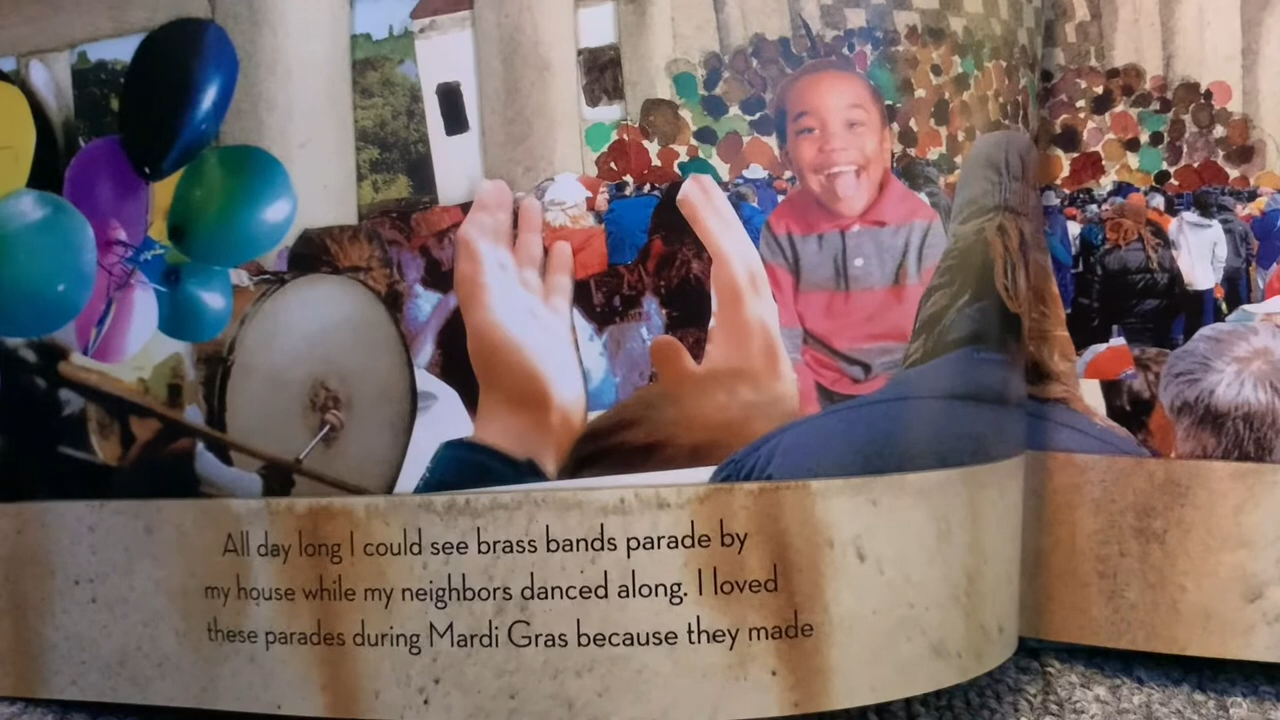 All day long I could see brass bands parade by
my house while my neighbors danced along. I loved
these parades during Mardi Gras because they made